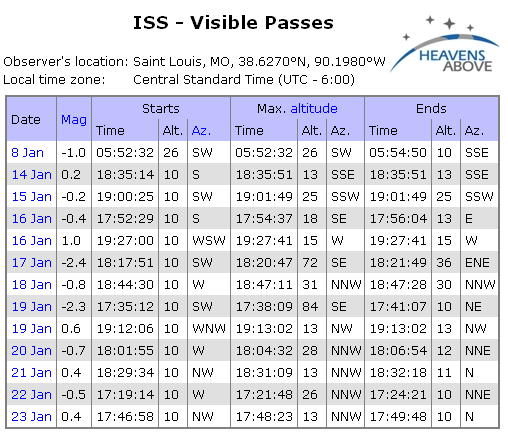 ISS - Visible Passes
HEAVENS
ABOVE
Observer's location: Saint Louis, MO, 38.6270°N, 90.1980°W
Local time zone: Central Standard Time (UTC - 6:00)
Date Mag Starts Max. altitude Ends
Time Alt. Az. Time Alt. Az. Time Alt. Az.
8 Jan -1.0 05:52:32 26 SW 05:52:32 26 SW 05:54:50 10 SSE
14 Jan 0.2 18:35:14 10 S 18:35:51 13 SSE 18:35:51 13 SSE
15 Jan -0.2 19:00:25 10 SW 19:01:49 25 SSW 19:01:49 25 SSW
16 Jan -0.4 17:52:29 10 S 17:54:37 18 SE 17:56:04 13 E
16 Jan 1.0 19:27:00 10 WSW 19:27:41 15 W 19:27:41 15 W
17 Jan -2.4 18:17:51 10 SW 18:20:47 72 SE 18:21:49 36 ENE
18 Jan -0.8 18:44:30 10 W 18:47:11 31 NNW 18:47:28 30 NNW
19 Jan -2.3 17:35:12 10 SW 17:38:09 84 SE 17:41:07 10 NE
19 Jan 0.6 19:12:06 10 WNW 19:13:02 13 NW 19:13:02 13 NW
20 Jan -0.7 18:01:55 10 W 18:04:32 28 NNW 18:06:54 12 NNE
21 Jan 0.4 18:29:34 10 NW 18:31:09 13 NNW 18:32:18 11 N
22 Jan -0.5 17:19:14 10 W 17:21:48 26 NNW 17:24:21 10 NNE
23 Jan 0.4 17:46:58 10 NW 17:48:23 13 NNW 17:49:48 10 N